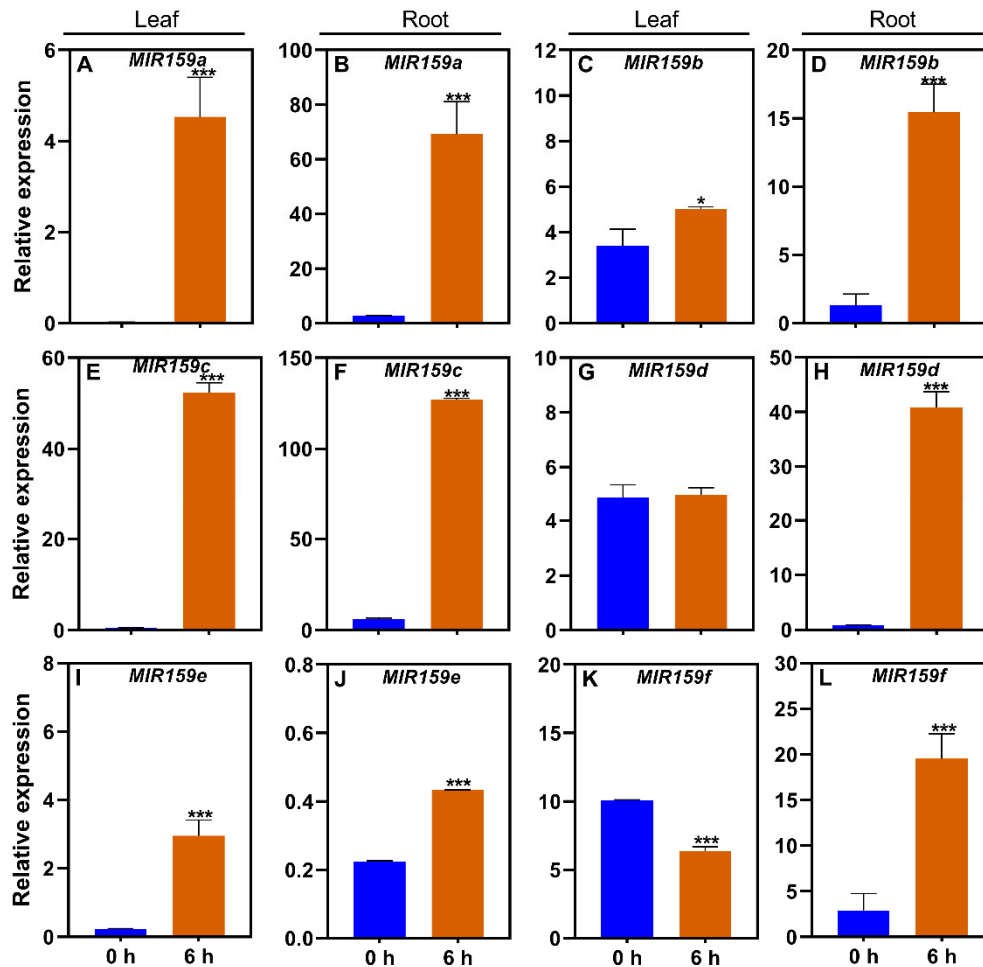 Leaf Root Leaf Root
A MIR159a B MIR159a C MIR159b D MIR159b
*** *** * ***
Relative expression
6 4 2 0
100 80 60 40 20 0
12 10 8 6 4 2 0
20 15 10 5 0
E MIR159c F MIR159c G MIR159d H MIR159d
*** *** ***
Relative expression
60 40 20 0
150 100 50 0
10 8 6 4 2 0
50 40 30 20 10 0
I MIR159e J MIR159e K MIR159f L MIR159f
*** *** *** ***
Relative expression
8 6 4 2 0
0.8 0.6 0.4 0.2 0.0
20 15 10 5 0
30 25 20 15 10 5 0
0 h 6 h 0 h 6 h 0 h 6 h 0 h 6 h